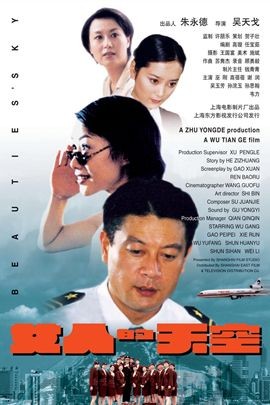 出品人 朱永德 导演 吴天戈
上海电影制片厂出品
上海东方影视发行公司发行
A ZHU YONGDE production
A WU TIAN GE film
Production Supervisor XU PENGLE
Story by HE ZIZHUANG
Screenplay by GAO XUAN
REN BAORU
Cinematographer WANG GUOFU
Art director SHI BIN
Composer SU JUANJIE
Sound by GU YONGYI
Production Manager QIAN QINQIN
STARRING WU GANG
GAO PEIPEI XIE RUN
WU YUFANG SHUN HUANYU
SHUN SIHAN WEI LI
Presented by SHANGHAI FILM STUDIO
Distributed by SHANGHAI EAST FILM
& TELEVISION DISTRIBUTION CO.
BEAUTIES'S SKY
女人的天空